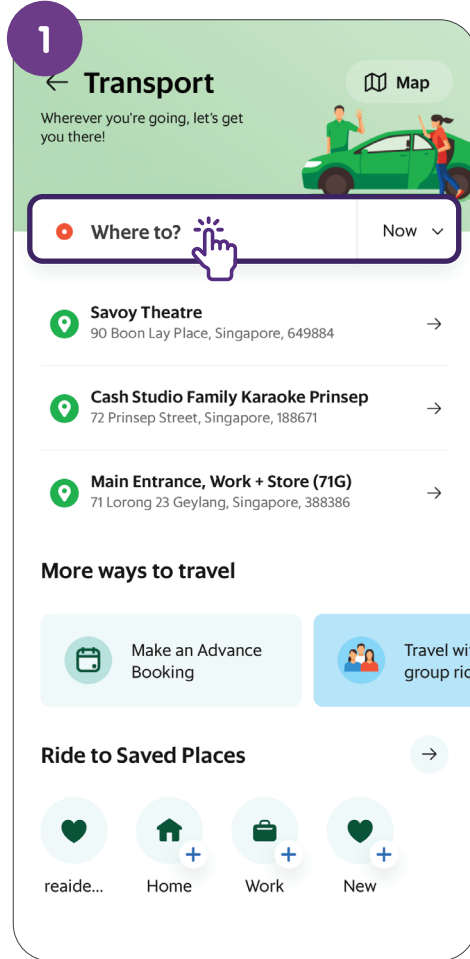 1
Transport
Map
Wherever you're going, let's get
you there!
Where to?
Now
Savoy Theatre
90 Boon Lay Place, Singapore, 649884
Cash Studio Family Karaoke Prinsep
72 Prinsep Street, Singapore, 188671
Main Entrance, Work + Store (71G)
71 Lorong 23 Geylang, Singapore, 388386
More ways to travel
Make an Advance
Booking
Travel wi
group ric
Ride to Saved Places
reaide...
Home
Work
New